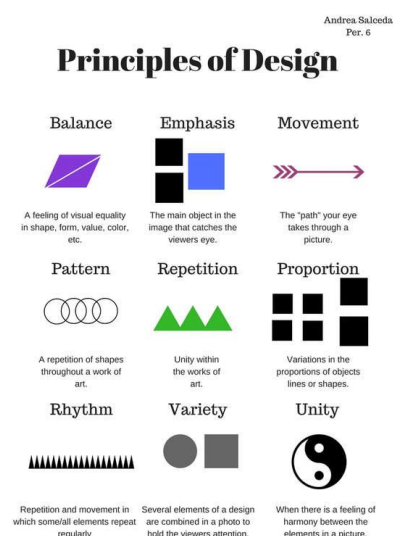 Andrea Salceda
Per. 6
Principles of Design
Balance
A feeling of visual equality
in shape, form, value, color,
etc.
Emphasis
The main object in the
image that catches the
viewers eye.
Movement
The "path" your eye
takes through a
picture.
Pattern
A repetition of shapes
throughout a work of
art.
Repetition
Unity within
the works of
art.
Proportion
Variations in the
proportions of objects
lines or shapes.
Rhythm
Repetition and movement in
which some/all elements repeat
regularly
Variety
Several elements of a design
are combined in a photo to
hold the viewers attention.
Unity
When there is a feeling of
harmony between the
elements in a picture.